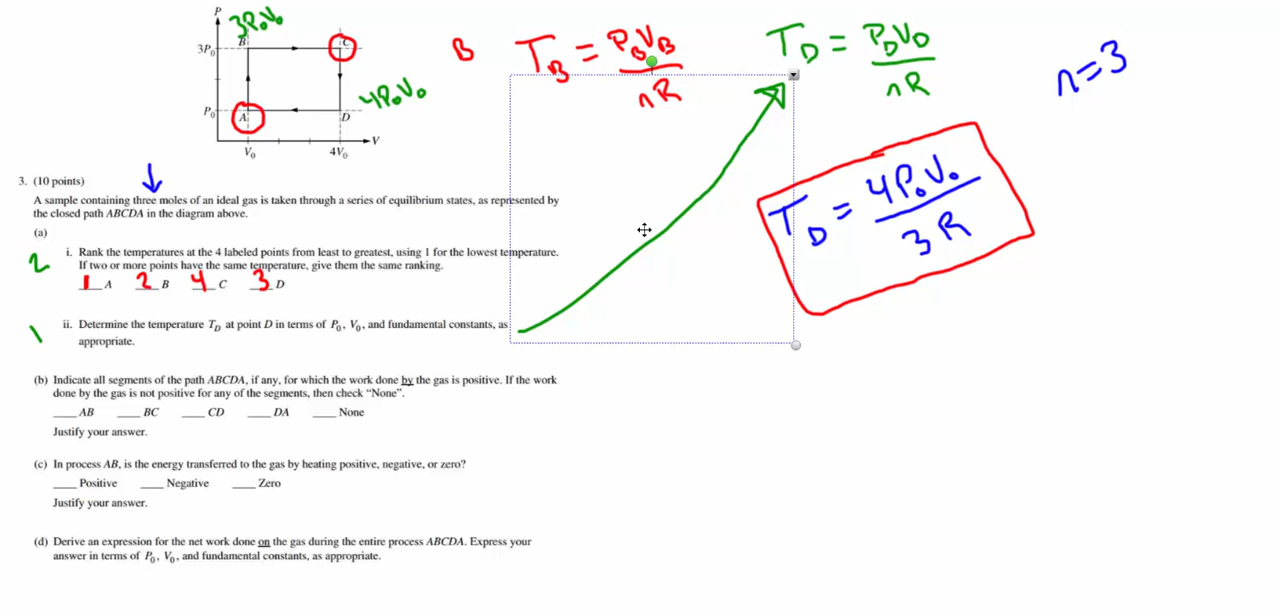 P
3P₀V₀
3P₀
B
C
4P₀V₀
P₀
A
D
V₀
4V₀
V
B
T_B = P_B V_B / nR
T_D = P_D V_D / nR
n=3
T_D = 4P₀V₀ / 3R
3. (10 points)
A sample containing three moles of an ideal gas is taken through a series of equilibrium states, as represented by
the closed path ABCDA in the diagram above.
(a)
2
i. Rank the temperatures at the 4 labeled points from least to greatest, using 1 for the lowest temperature.
If two or more points have the same temperature, give them the same ranking.
1 A 2 B 4 C 3 D
1
ii. Determine the temperature T_D at point D in terms of P₀, V₀, and fundamental constants, as
appropriate.
(b) Indicate all segments of the path ABCDA, if any, for which the work done by the gas is positive. If the work
done by the gas is not positive for any of the segments, then check “None”.
____ AB ____ BC ____ CD ____ DA ____ None
Justify your answer.
(c) In process AB, is the energy transferred to the gas by heating positive, negative, or zero?
____ Positive ____ Negative ____ Zero
Justify your answer.
(d) Derive an expression for the net work done on the gas during the entire process ABCDA. Express your
answer in terms of P₀, V₀, and fundamental constants, as appropriate.